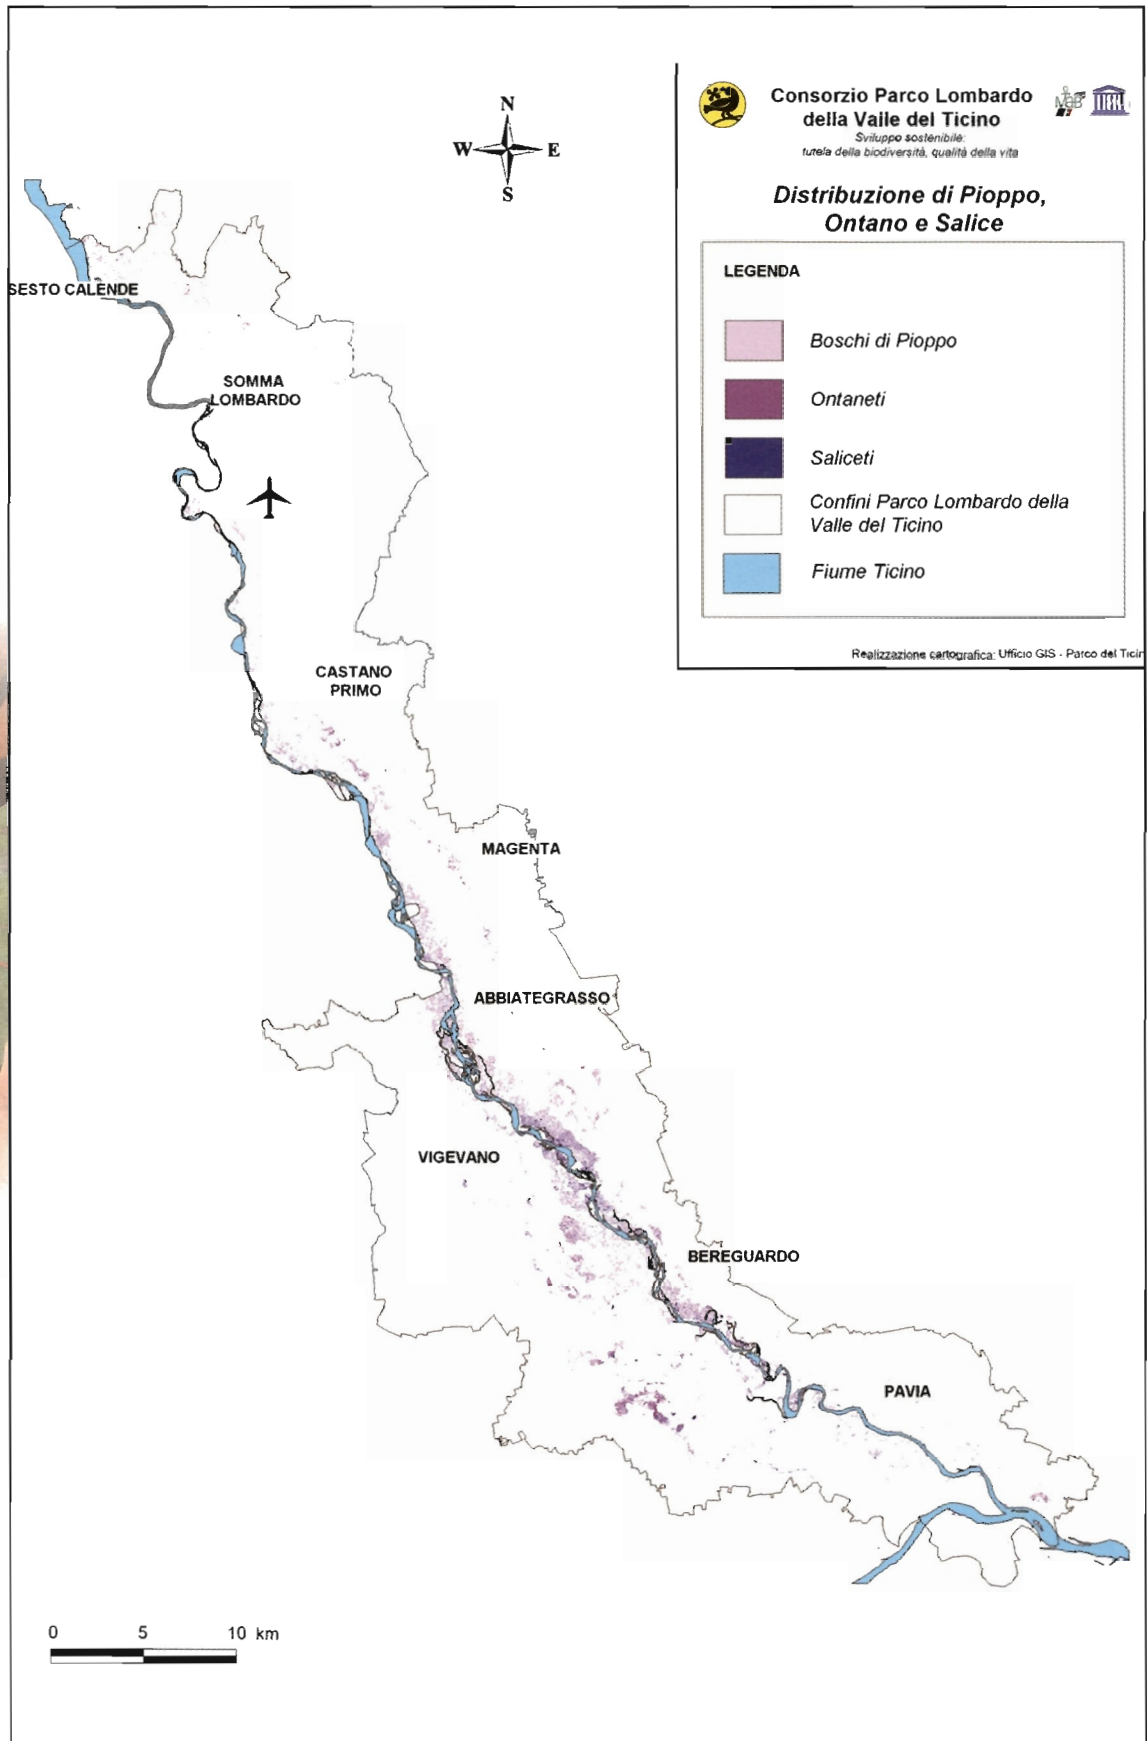 N
W
E
S
Consorzio Parco Lombardo
della Valle del Ticino
Sviluppo sostenibile:
tutela della biodiversità, qualità della vita
MaB
Distribuzione di Pioppo,
Ontano e Salice
LEGENDA
Boschi di Pioppo
Ontaneti
Saliceti
Confini Parco Lombardo della
Valle del Ticino
Fiume Ticino
Realizzazione cartografica: Ufficio GIS - Parco del Ticin
SESTO CALENDE
SOMMA
LOMBARDO
CASTANO
PRIMO
MAGENTA
ABBIATEGRASSO
VIGEVANO
BEREGUARDO
PAVIA
0 5 10 km